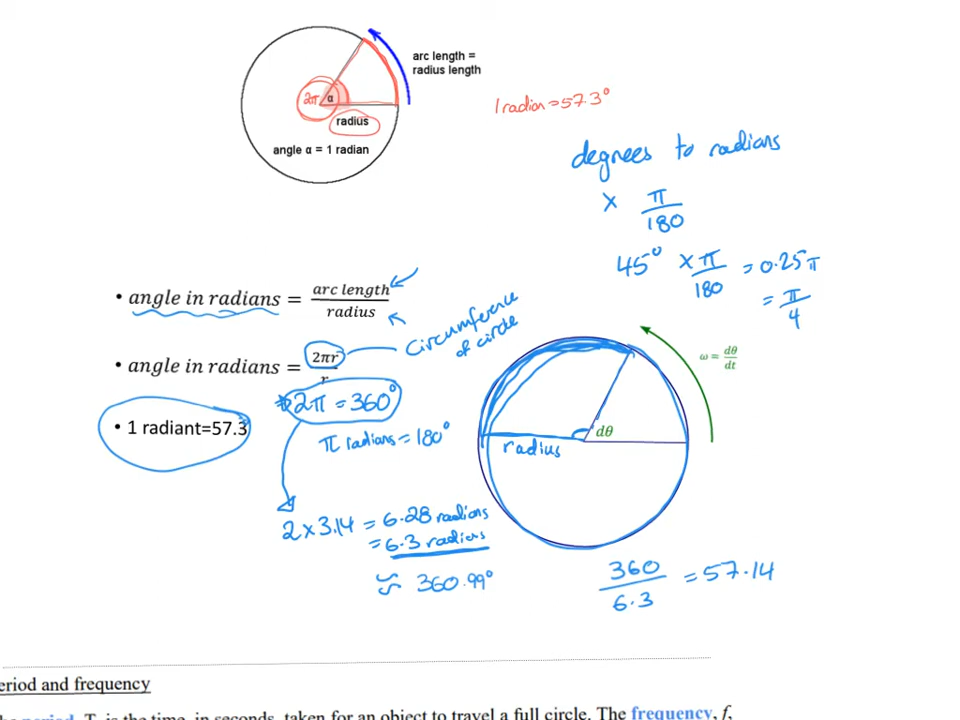 arc length =
radius length
2π α
radius
angle α = 1 radian
1 radian = 57.3°
degrees to radians
× π/180
45° × π/180 = 0.25π
= π/4
• angle in radians = arc length / radius
• angle in radians = 2πr / r
circumference
of circle
2π = 360°
• 1 radiant=57.3
π radians = 180°
ω = dθ/dt
dθ
radius
2 × 3.14 = 6.28 radians
= 6.3 radians
≈ 360.99°
360 / 6.3 = 57.14
eriod and frequency
period, T, is the time, in seconds, taken for an object to travel a full circle. The frequency, f,